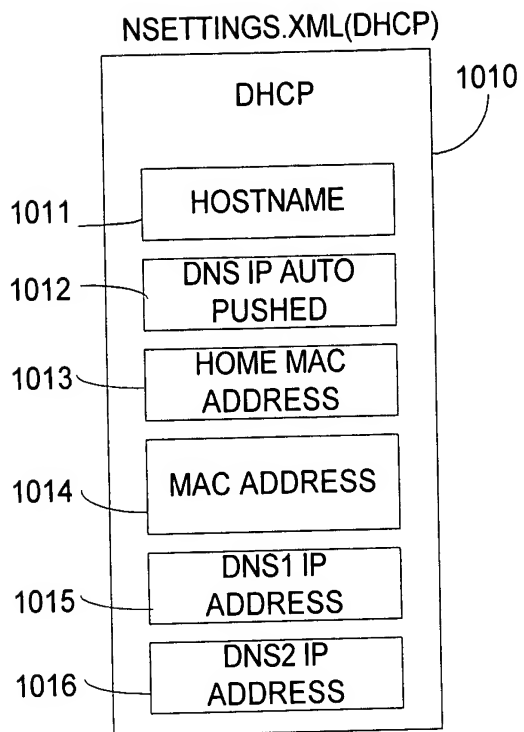 NSETTINGS.XML(DHCP)
DHCP
1010
1011
HOSTNAME
1012
DNS IP AUTO
PUSHED
1013
HOME MAC
ADDRESS
1014
MAC ADDRESS
1015
DNS1 IP
ADDRESS
1016
DNS2 IP
ADDRESS